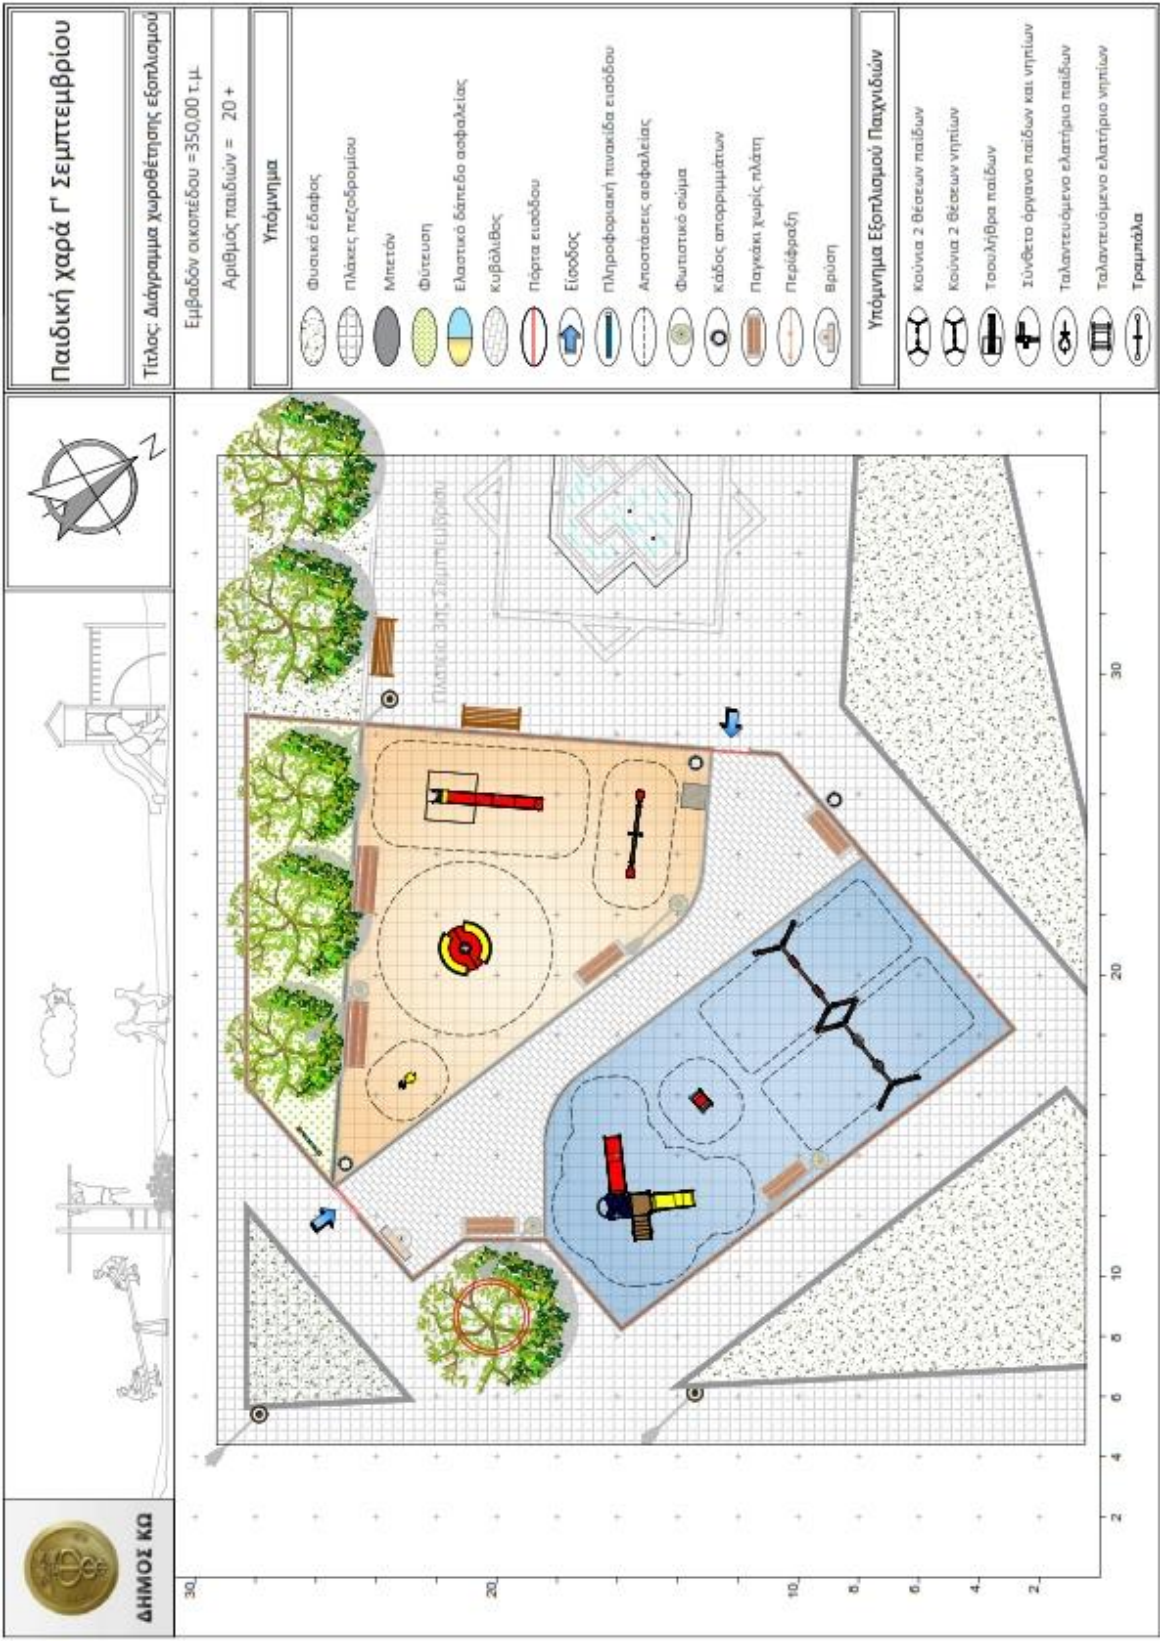 Παιδική χαρά Γ' Σεμπτεμβρίου
Τίτλος: Διάγραμμα χωροθέτησης εξοπλισμού
Εμβαδόν οικοπέδου =350,00 τ.μ.
Αριθμός παιδιών = 20 +
Υπόμνημα
Φυσικό έδαφος
Πλάκες πεζοδρομίου
Μπετόν
Φύτευση
Ελαστικό δάπεδο ασφαλείας
Κυβόλιθος
Πόρτα εισόδου
Είσοδος
Πληροφοριακή πινακίδα εισόδου
Αποστάσεις ασφαλείας
Φωτιστικό σώμα
Κάδος απορριμμάτων
Παγκάκι χωρίς πλάτη
Περίφραξη
Βρύση
Υπόμνημα Εξοπλισμού Παιχνιδιών
Κούνια 2 θέσεων παίδων
Κούνια 2 θέσεων νηπίων
Τσουλήθρα παίδων
Σύνθετο όργανο παίδων και νηπίων
Ταλαντευόμενο ελατήριο παίδων
Ταλαντευόμενο ελατήριο νηπίων
Τραμπάλα
N
Πλατεία 3ης Σεπτεμβρίου
ΔΗΜΟΣ ΚΩ
30
20
10
8
6
4
2
30
20
10
8
6
4
2